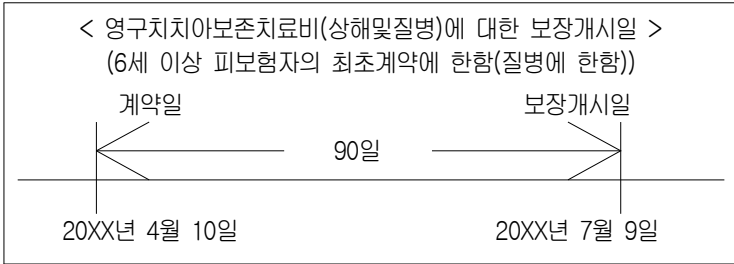 < 영구치치아보존치료비(상해및질병)에 대한 보장개시일 >
(6세 이상 피보험자의 최초계약에 한함(질병에 한함))
계약일 보장개시일
90일
20XX년 4월 10일 20XX년 7월 9일